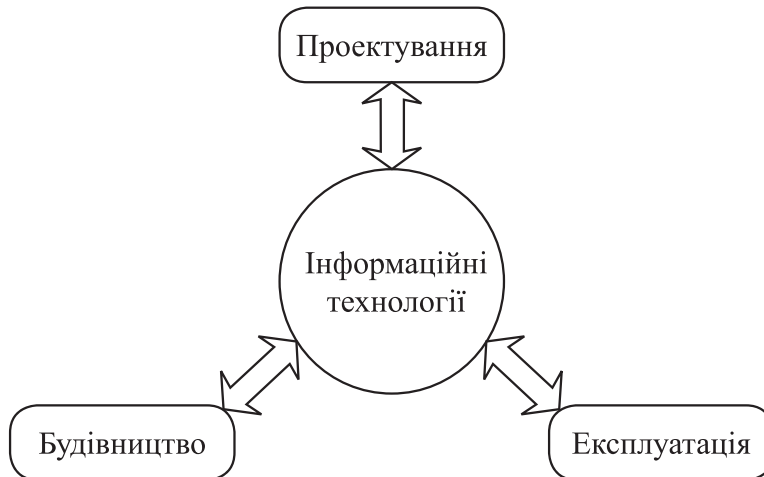 Проектування
Інформаційні
технології
Будівництво
Експлуатація